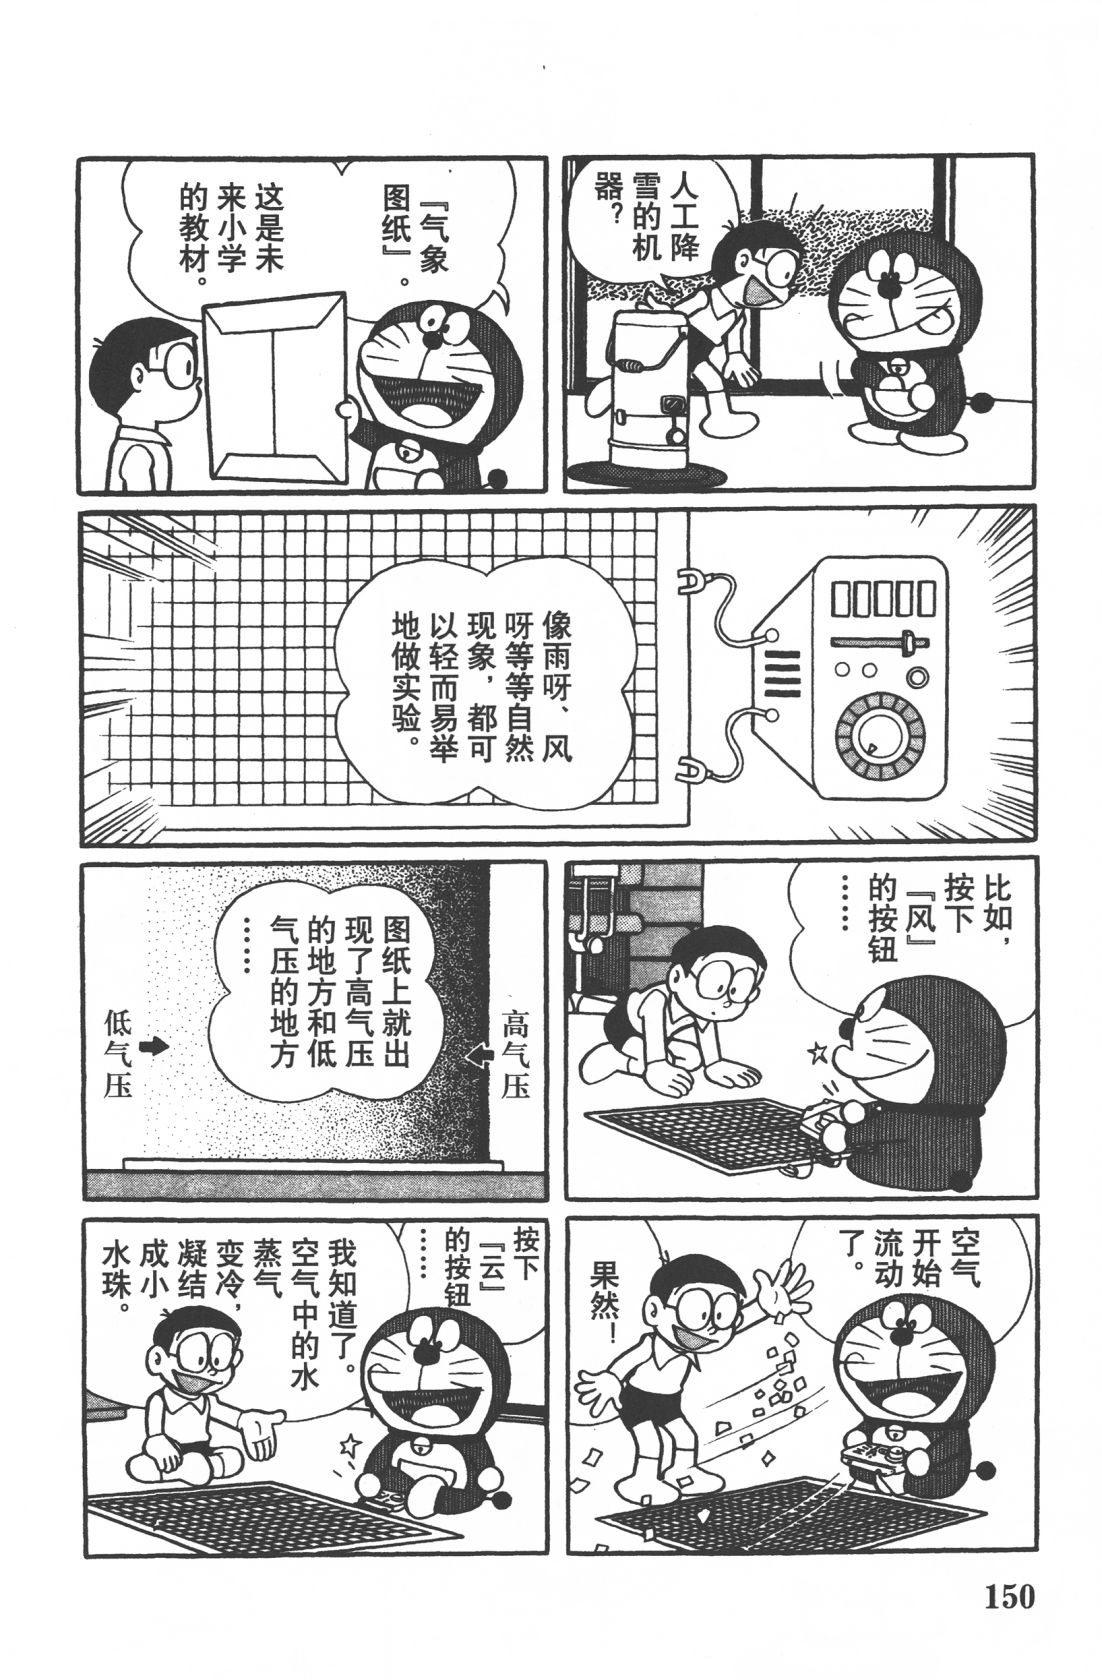 人工降
雪的机
器？
『气象
图纸』。
这是未
来小学
的教材。
像雨呀、风
呀等等自然
现象，都可
以轻而易举
地做实验。
比如，
按下
『风』
的按钮
……
图纸上就出
现了高气压
的地方和低
气压的地方
……
高气压
低气压
空气
开始
流动
了。
果然！
按下
『云』
的按钮
……
我知道了。
空气中的水
蒸气
变冷，
凝结
成小
水珠。
150